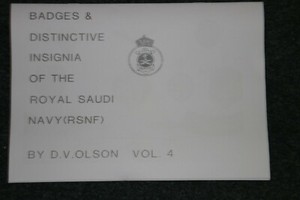 BADGES &
DISTINCTIVE
INSIGNIA
OF THE
ROYAL SAUDI
NAVY(RSNF)
BY D.V.OLSON VOL. 4